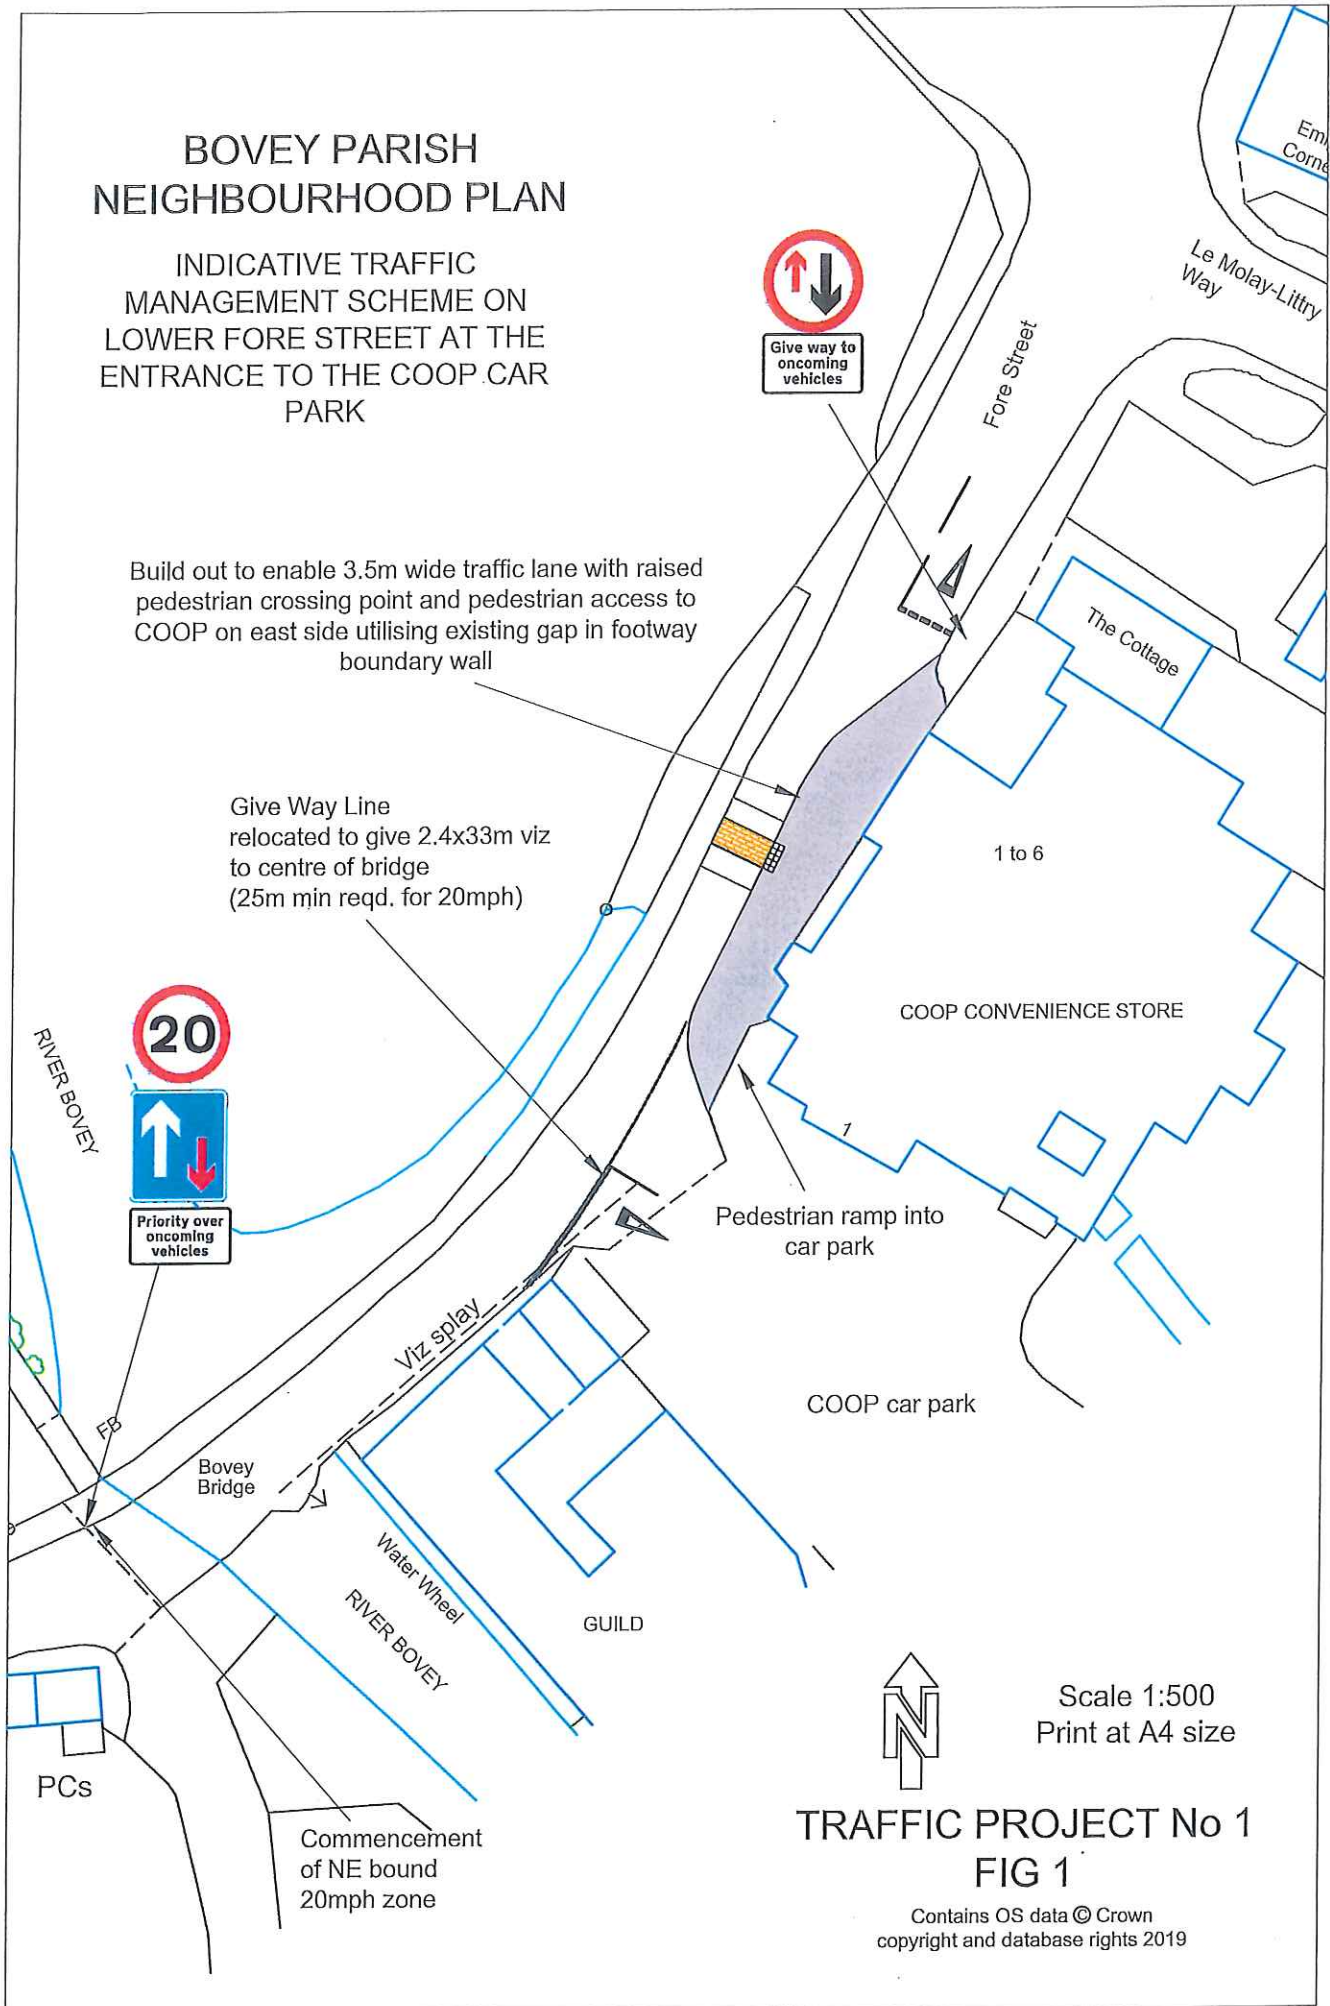 BOVEY PARISH
NEIGHBOURHOOD PLAN
INDICATIVE TRAFFIC
MANAGEMENT SCHEME ON
LOWER FORE STREET AT THE
ENTRANCE TO THE COOP CAR
PARK
Le Molay-Littry
Way
Give way to
oncoming
vehicles
Fore Street
Build out to enable 3.5m wide traffic lane with raised
pedestrian crossing point and pedestrian access to
COOP on east side utilising existing gap in footway
boundary wall
The Cottage
Give Way Line
relocated to give 2.4x33m viz
to centre of bridge
(25m min reqd. for 20mph)
1 to 6
COOP CONVENIENCE STORE
20
RIVER BOVEY
1
Priority over
oncoming
vehicles
Pedestrian ramp into
car park
Viz splay
COOP car park
FB
Bovey
Bridge
Water Wheel
RIVER BOVEY
GUILD
N
Scale 1:500
Print at A4 size
PCs
Commencement
of NE bound
20mph zone
TRAFFIC PROJECT No 1
FIG 1
Contains OS data © Crown
copyright and database rights 2019